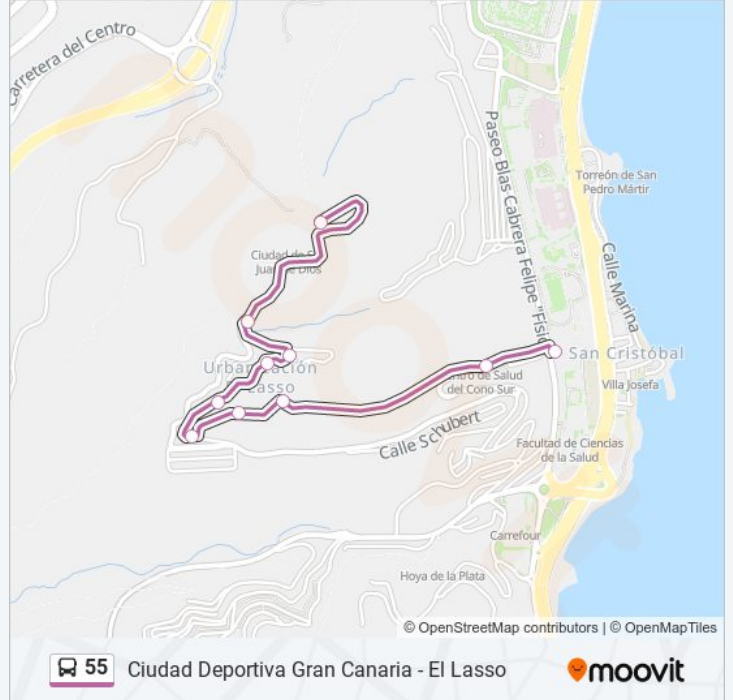 Carretera del Centro
Paseo Blas Cabrera Felipe "Físic
Torreón de San
Pedro Mártir
Calle Marina
Ciudad de S
Juan de Dios
Urbanización
Lasso
San Cristóbal
Centro de Salud
del Cono Sur
Villa Josefa
Calle Schubert
Facultad de Ciencias
de la Salud
Carrefour
Hoya de la Plata
© OpenStreetMap contributors | © OpenMapTiles
55 Ciudad Deportiva Gran Canaria - El Lasso
moovit